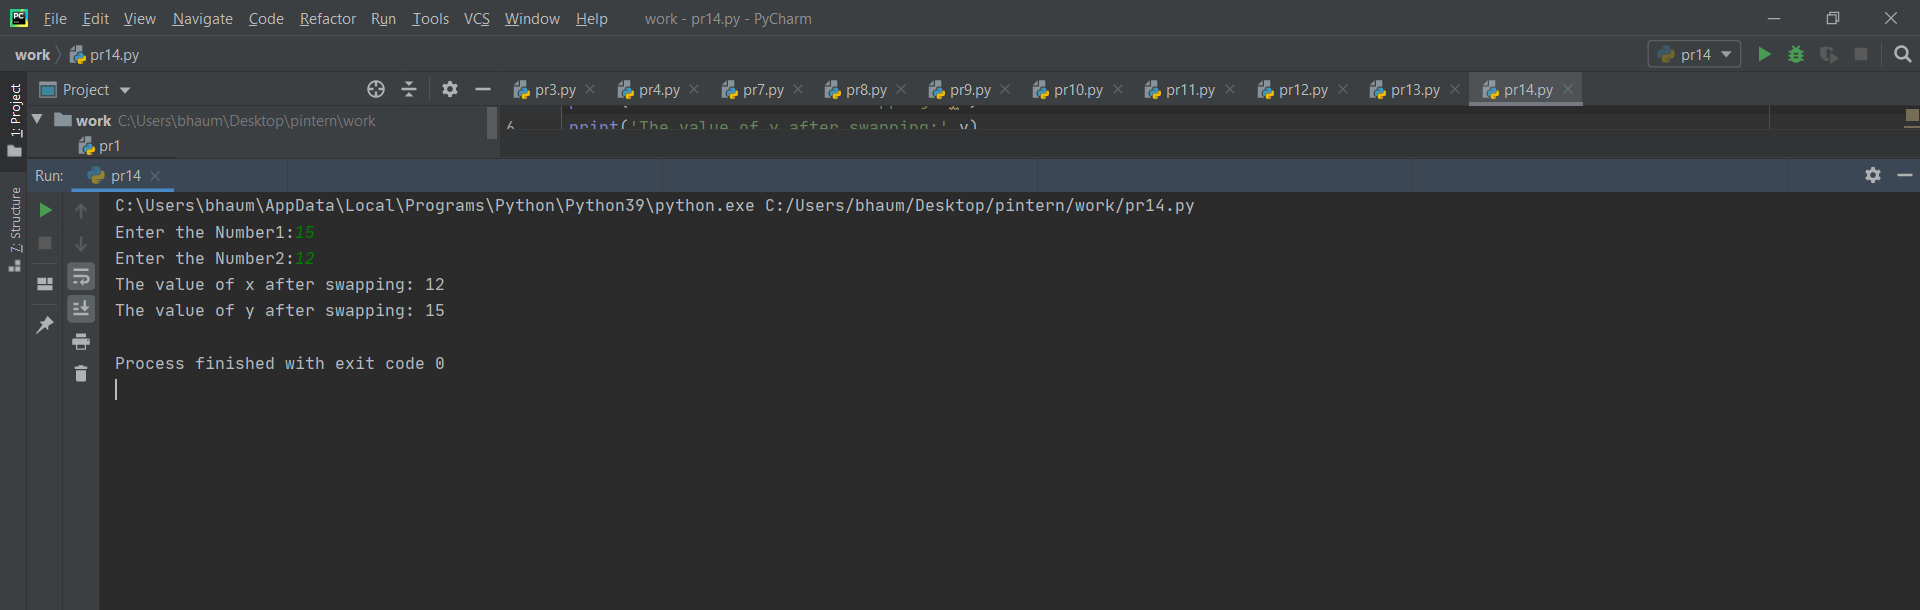 File Edit View Navigate Code Refactor Run Tools VCS Window Help work - pr14.py - PyCharm
work pr14.py pr14
1: Project
Project pr3.py pr4.py pr7.py pr8.py pr9.py pr10.py pr11.py pr12.py pr13.py pr14.py
work C:\Users\bhaum\Desktop\pintern\work
6 print('The value of y after swapping:',y)
pr1
Run: pr14
7: Structure
C:\Users\bhaum\AppData\Local\Programs\Python\Python39\python.exe C:/Users/bhaum/Desktop/pintern/work/pr14.py
Enter the Number1:15
Enter the Number2:12
The value of x after swapping: 12
The value of y after swapping: 15
Process finished with exit code 0